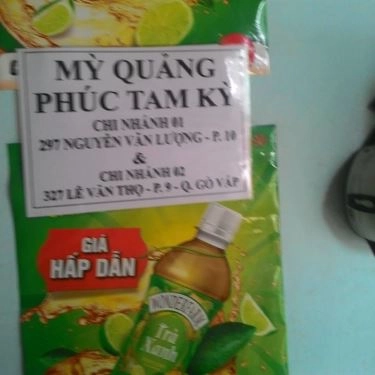 MỲ QUẢNG
PHÚC TAM KỲ
CHI NHÁNH 01
297 NGUYỄN VĂN LƯỢNG - P. 10
&
CHI NHÁNH 02
327 LÊ VĂN THỌ - P. 9 - Q. GÒ VẤP
GIÁ
HẤP DẪN
WONDERFARM
Trà
Xanh